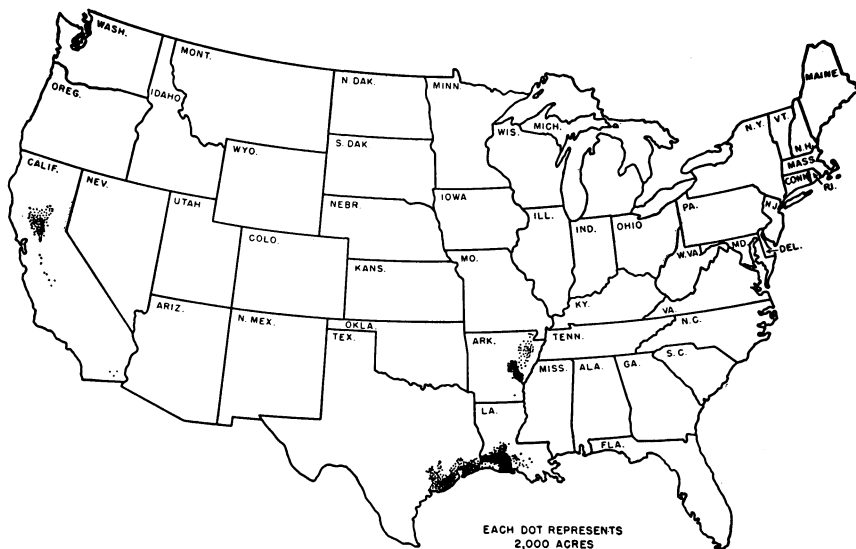 WASH.
MONT.
N DAK.
MINN.
MAINE
OREG.
IDAHO
WIS.
MICH.
N.Y.
VT.
N.H.
MASS.
CONN.
R.I.
S. DAK
WYO.
CALIF.
NEV.
UTAH
NEBR.
IOWA
ILL.
IND.
OHIO
PA.
N.J.
COLO.
KANS.
MO.
W.VA.
MD.
DEL.
KY.
VA.
ARIZ.
N. MEX.
OKLA.
TEX.
ARK.
TENN.
N.C.
S.C.
MISS.
ALA.
GA.
LA.
FLA.
EACH DOT REPRESENTS
2,000 ACRES